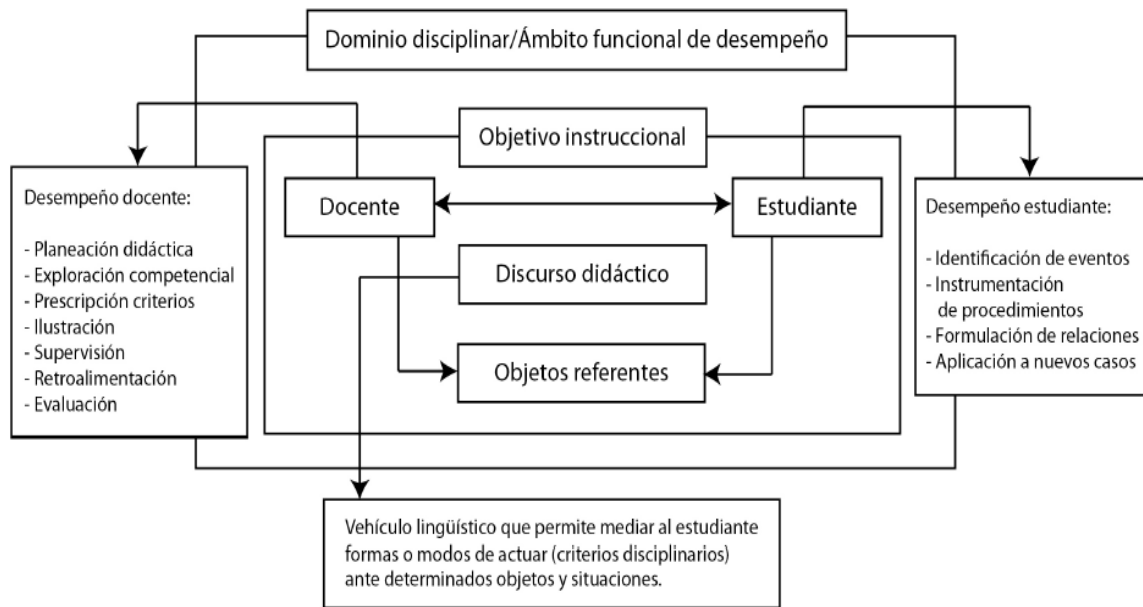 Dominio disciplinar/Ámbito funcional de desempeño
Objetivo instruccional
Desempeño docente:
- Planeación didáctica
- Exploración competencial
- Prescripción criterios
- Ilustración
- Supervisión
- Retroalimentación
- Evaluación
Docente
Estudiante
Discurso didáctico
Objetos referentes
Desempeño estudiante:
- Identificación de eventos
- Instrumentación
de procedimientos
- Formulación de relaciones
- Aplicación a nuevos casos
Vehículo lingüístico que permite mediar al estudiante
formas o modos de actuar (criterios disciplinarios)
ante determinados objetos y situaciones.